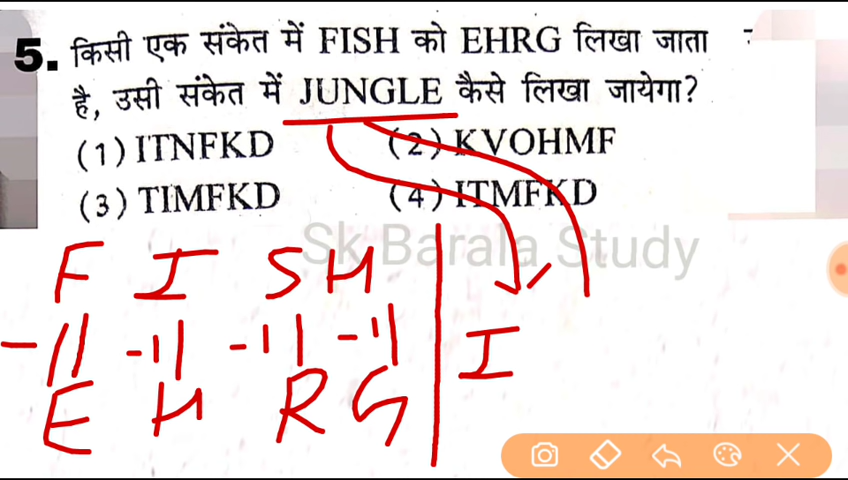 5. किसी एक संकेत में FISH को EHRG लिखा जाता
है, उसी संकेत में JUNGLE कैसे लिखा जायेगा?
(1) ITNFKD (2) KVOHMF
(3) TIMFKD (4) ITMFKD
Sk Barala Study
F I S H
-1 -1 -1 -1 I
E H R G